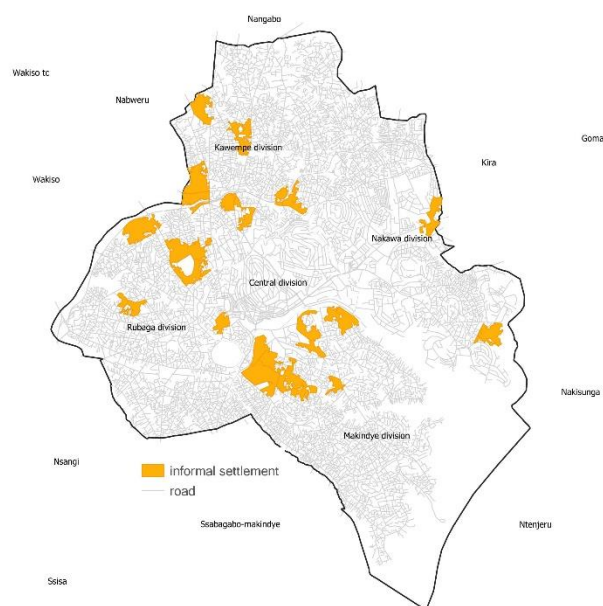 Nangabo
Wakiso tc
Nabweru
Goma
Kawempe division
Kira
Wakiso
Nakawa division
Central division
Rubaga division
Nakisunga
Makindye division
Nsangi
informal settlement
road
Ssabagabo-makindye
Ntenjeru
Ssisa